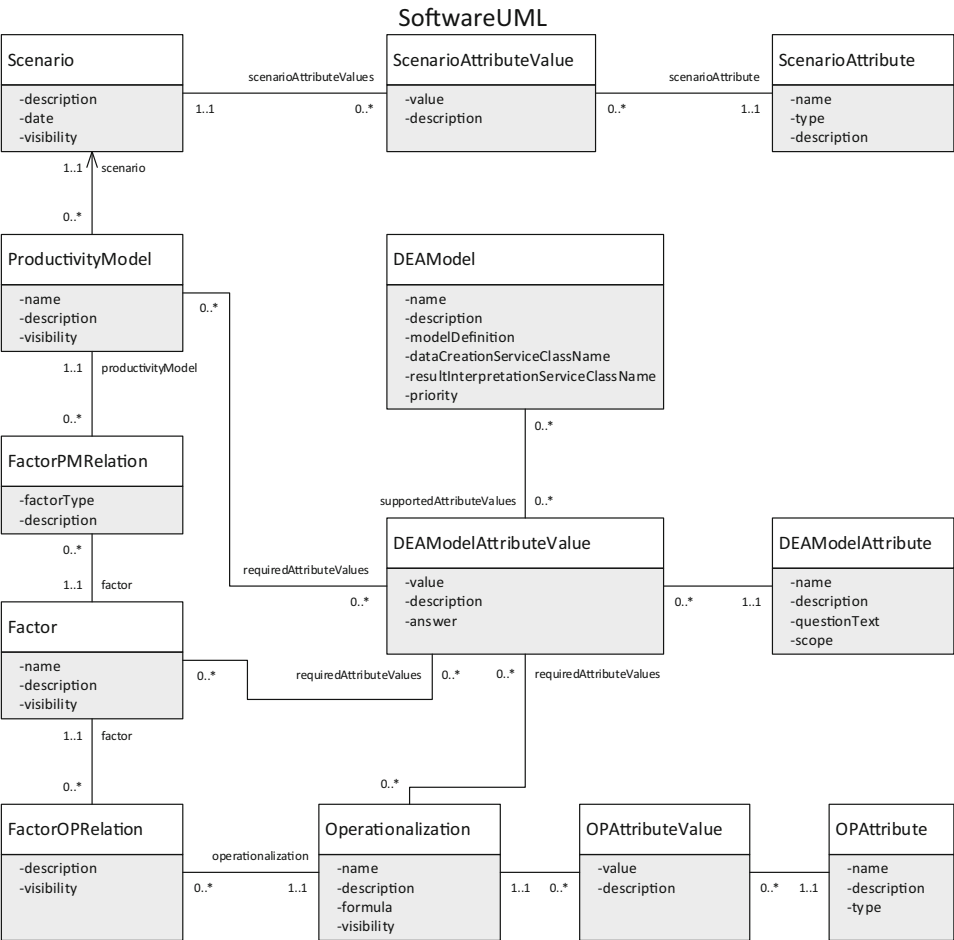 SoftwareUML
Scenario
-description
-date
-visibility
scenarioAttributeValues
1..1
0..*
ScenarioAttributeValue
-value
-description
scenarioAttribute
0..*
1..1
ScenarioAttribute
-name
-type
-description
1..1
scenario
0..*
ProductivityModel
-name
-description
-visibility
0..*
DEAModel
-name
-description
-modelDefinition
-dataCreationServiceClassName
-resultInterpretationServiceClassName
-priority
1..1
productivityModel
0..*
0..*
supportedAttributeValues
0..*
FactorPMRelation
-factorType
-description
0..*
1..1
factor
requiredAttributeValues
0..*
DEAModelAttributeValue
-value
-description
-answer
0..*
1..1
DEAModelAttribute
-name
-description
-questionText
-scope
Factor
-name
-description
-visibility
0..*
requiredAttributeValues
0..*
0..*
requiredAttributeValues
1..1
factor
0..*
0..*
FactorOPRelation
-description
-visibility
operationalization
0..*
1..1
Operationalization
-name
-description
-formula
-visibility
1..1
0..*
OPAttributeValue
-value
-description
0..*
1..1
OPAttribute
-name
-description
-type